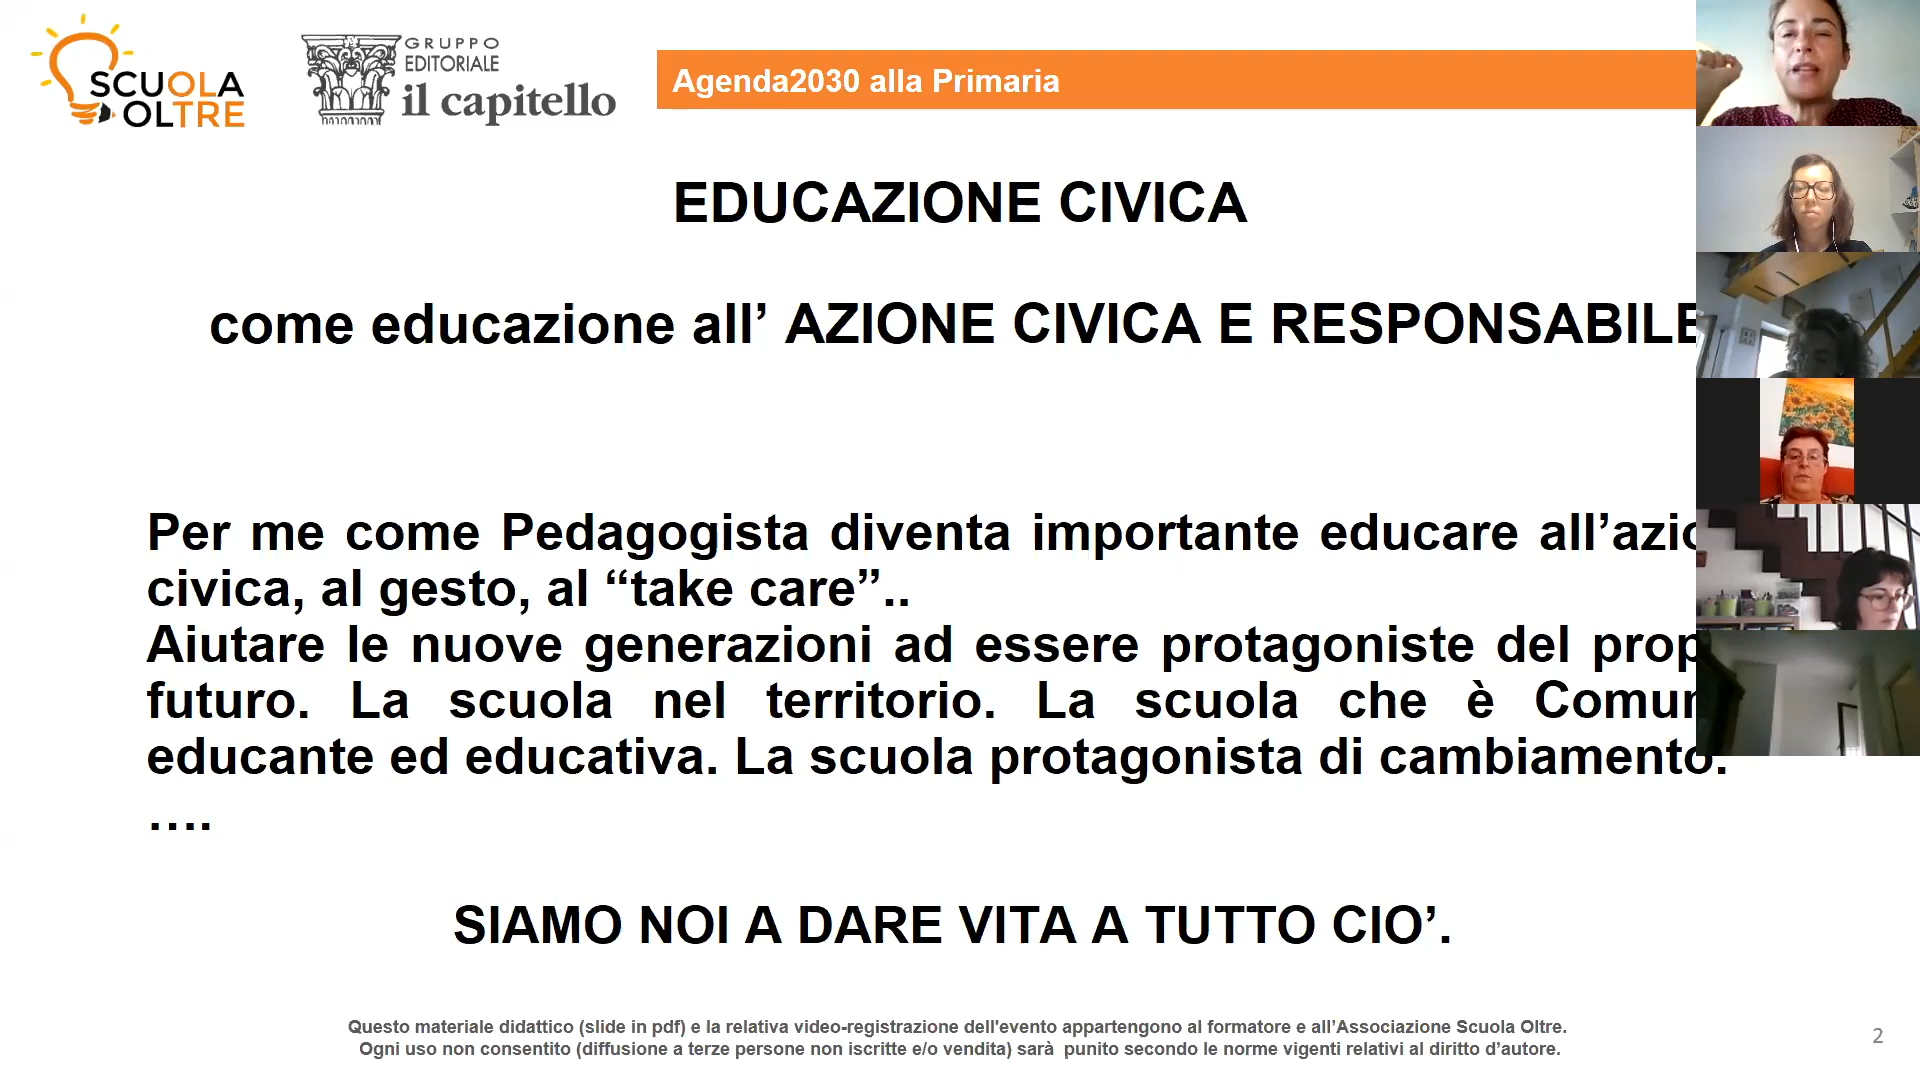 SCUOLA
OLTRE
GRUPPO
EDITORIALE
il capitello
Agenda2030 alla Primaria
EDUCAZIONE CIVICA
come educazione all’ AZIONE CIVICA E RESPONSABILE
Per me come Pedagogista diventa importante educare
civica, al gesto, al “take care”..
Aiutare le nuove generazioni ad essere protagoniste del
futuro. La scuola nel territorio. La scuola che è
educante ed educativa. La scuola protagonista di cambiamento.
….
SIAMO NOI A DARE VITA A TUTTO CIO’.
Questo materiale didattico (slide in pdf) e la relativa video-registrazione dell'evento appartengono al formatore e all’Associazione Scuola Oltre.
Ogni uso non consentito (diffusione a terze persone non iscritte e/o vendita) sarà punito secondo le norme vigenti relativi al diritto d’autore.
2